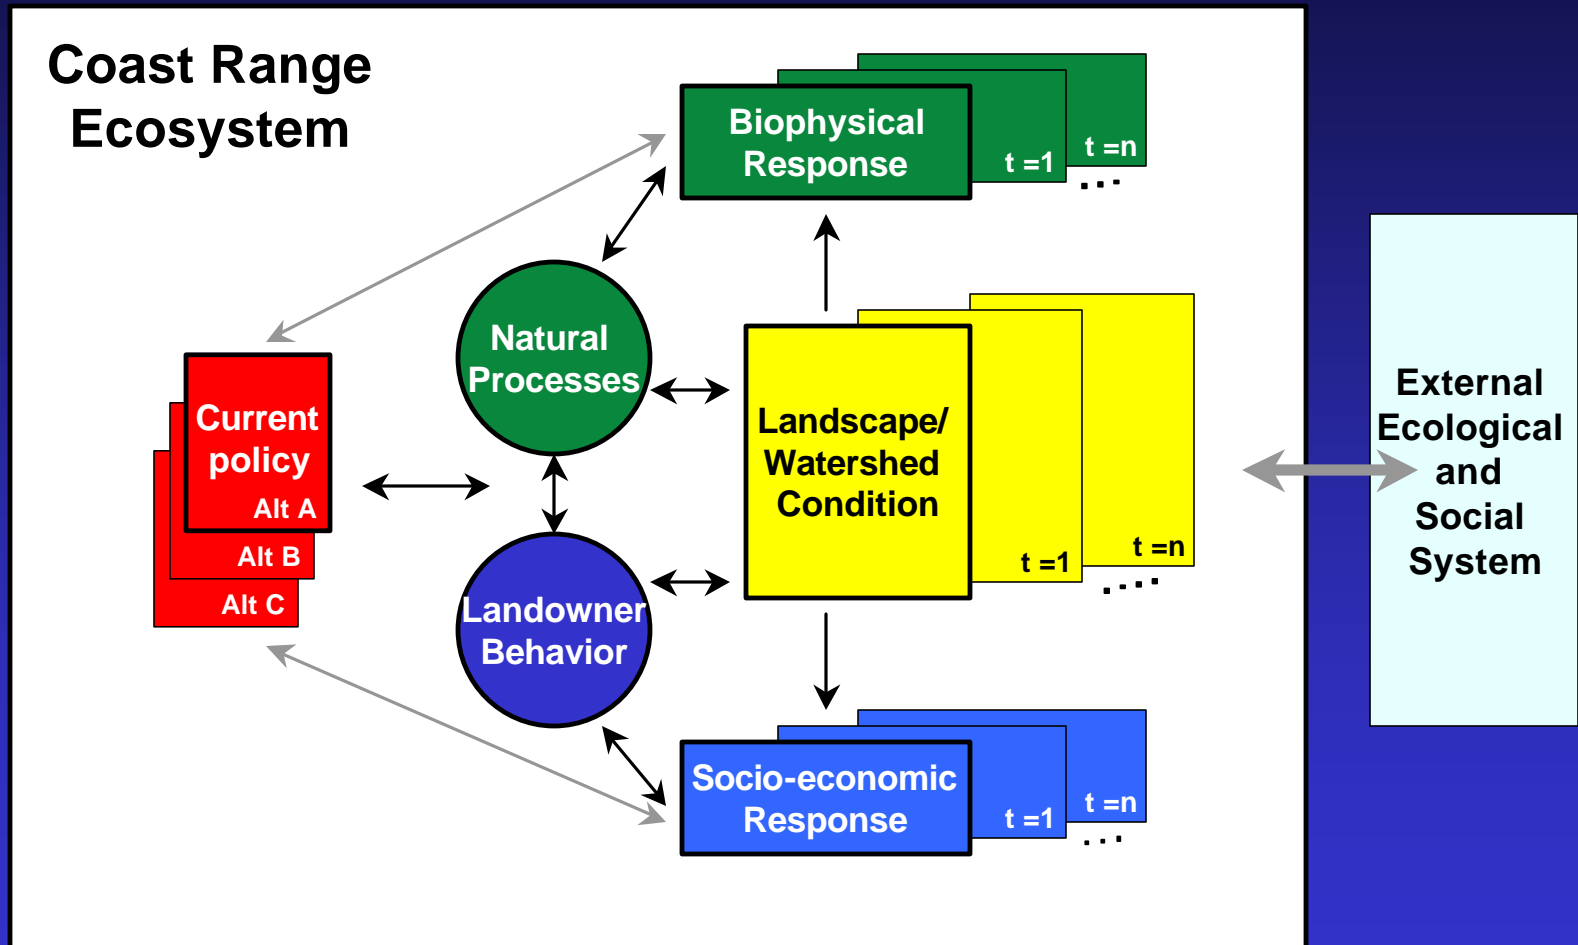 Coast Range
Ecosystem
Biophysical
Response
t =1
t =n
...
Natural
Processes
Current
policy
Alt A
Alt B
Alt C
Landscape/
Watershed
Condition
t =1
t =n
....
Landowner
Behavior
Socio-economic
Response
t =1
t =n
...
External
Ecological
and
Social
System